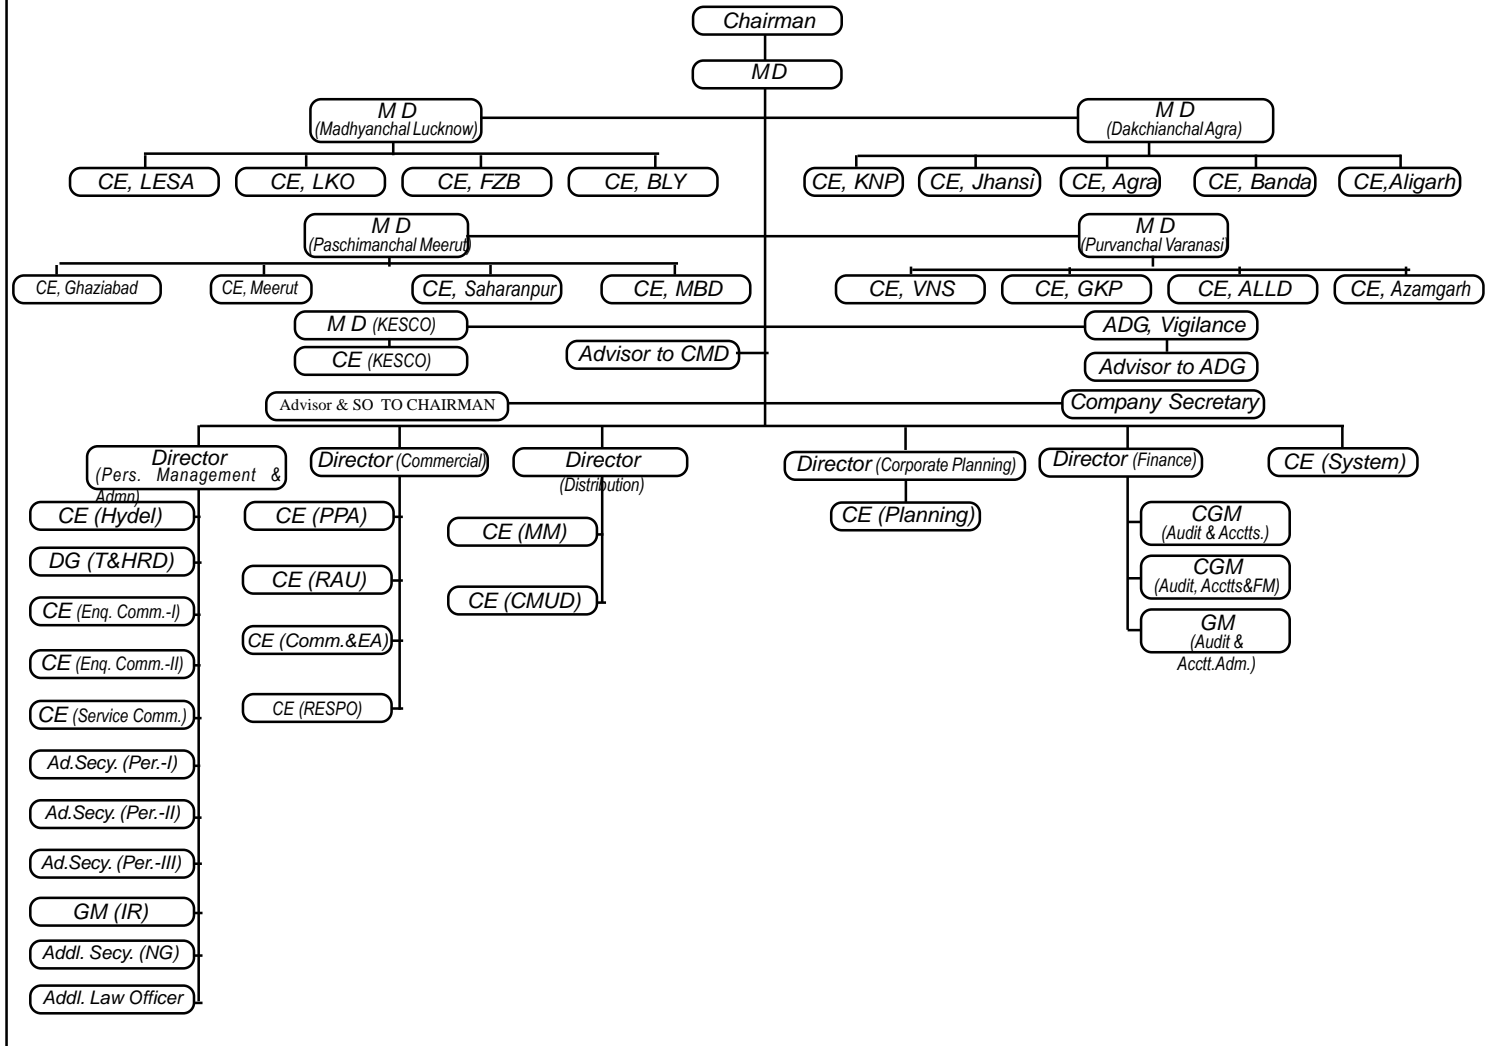 Chairman
MD
M D
(Madhyanchal Lucknow)
M D
(Dakchianchal Agra)
CE, LESA
CE, LKO
CE, FZB
CE, BLY
CE, KNP
CE, Jhansi
CE, Agra
CE, Banda
CE,Aligarh
M D
(Paschimanchal Meerut)
M D
(Purvanchal Varanasi)
CE, Ghaziabad
CE, Meerut
CE, Saharanpur
CE, MBD
CE, VNS
CE, GKP
CE, ALLD
CE, Azamgarh
M D (KESCO)
ADG, Vigilance
CE (KESCO)
Advisor to CMD
Advisor to ADG
Advisor & SO TO CHAIRMAN
Company Secretary
Director
(Pers. Management &
Admn)
Director (Commercial)
Director
(Distribution)
Director (Corporate Planning)
Director (Finance)
CE (System)
CE (Hydel)
DG (T&HRD)
CE (Enq. Comm.-I)
CE (Enq. Comm.-II)
CE (Service Comm.)
Ad.Secy. (Per.-I)
Ad.Secy. (Per.-II)
Ad.Secy. (Per.-III)
GM (IR)
Addl. Secy. (NG)
Addl. Law Officer
CE (PPA)
CE (RAU)
CE (Comm.&EA)
CE (RESPO)
CE (MM)
CE (CMUD)
CE (Planning)
CGM
(Audit & Acctts.)
CGM
(Audit, Acctts&FM)
GM
(Audit &
Acctt.Adm.)